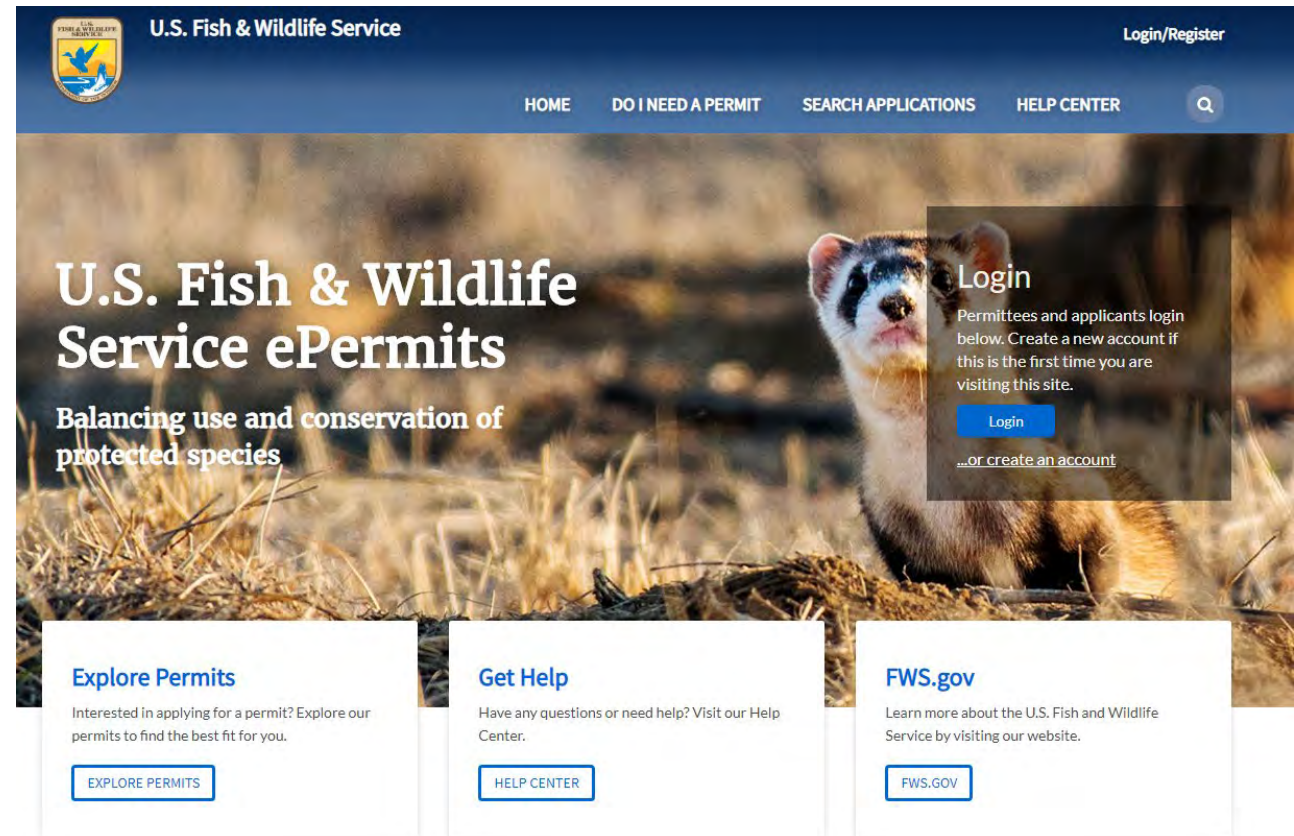 U.S.
FISH & WILDLIFE
SERVICE
U.S. Fish & Wildlife Service
Login/Register
HOME DO I NEED A PERMIT SEARCH APPLICATIONS HELP CENTER
U.S. Fish & Wildlife
Service ePermits
Balancing use and conservation of
protected species
Login
Permittees and applicants login
below. Create a new account if
this is the first time you are
visiting this site.
Login
...or create an account
Explore Permits
Interested in applying for a permit? Explore our
permits to find the best fit for you.
EXPLORE PERMITS
Get Help
Have any questions or need help? Visit our Help
Center.
HELP CENTER
FWS.gov
Learn more about the U.S. Fish and Wildlife
Service by visiting our website.
FWS.GOV